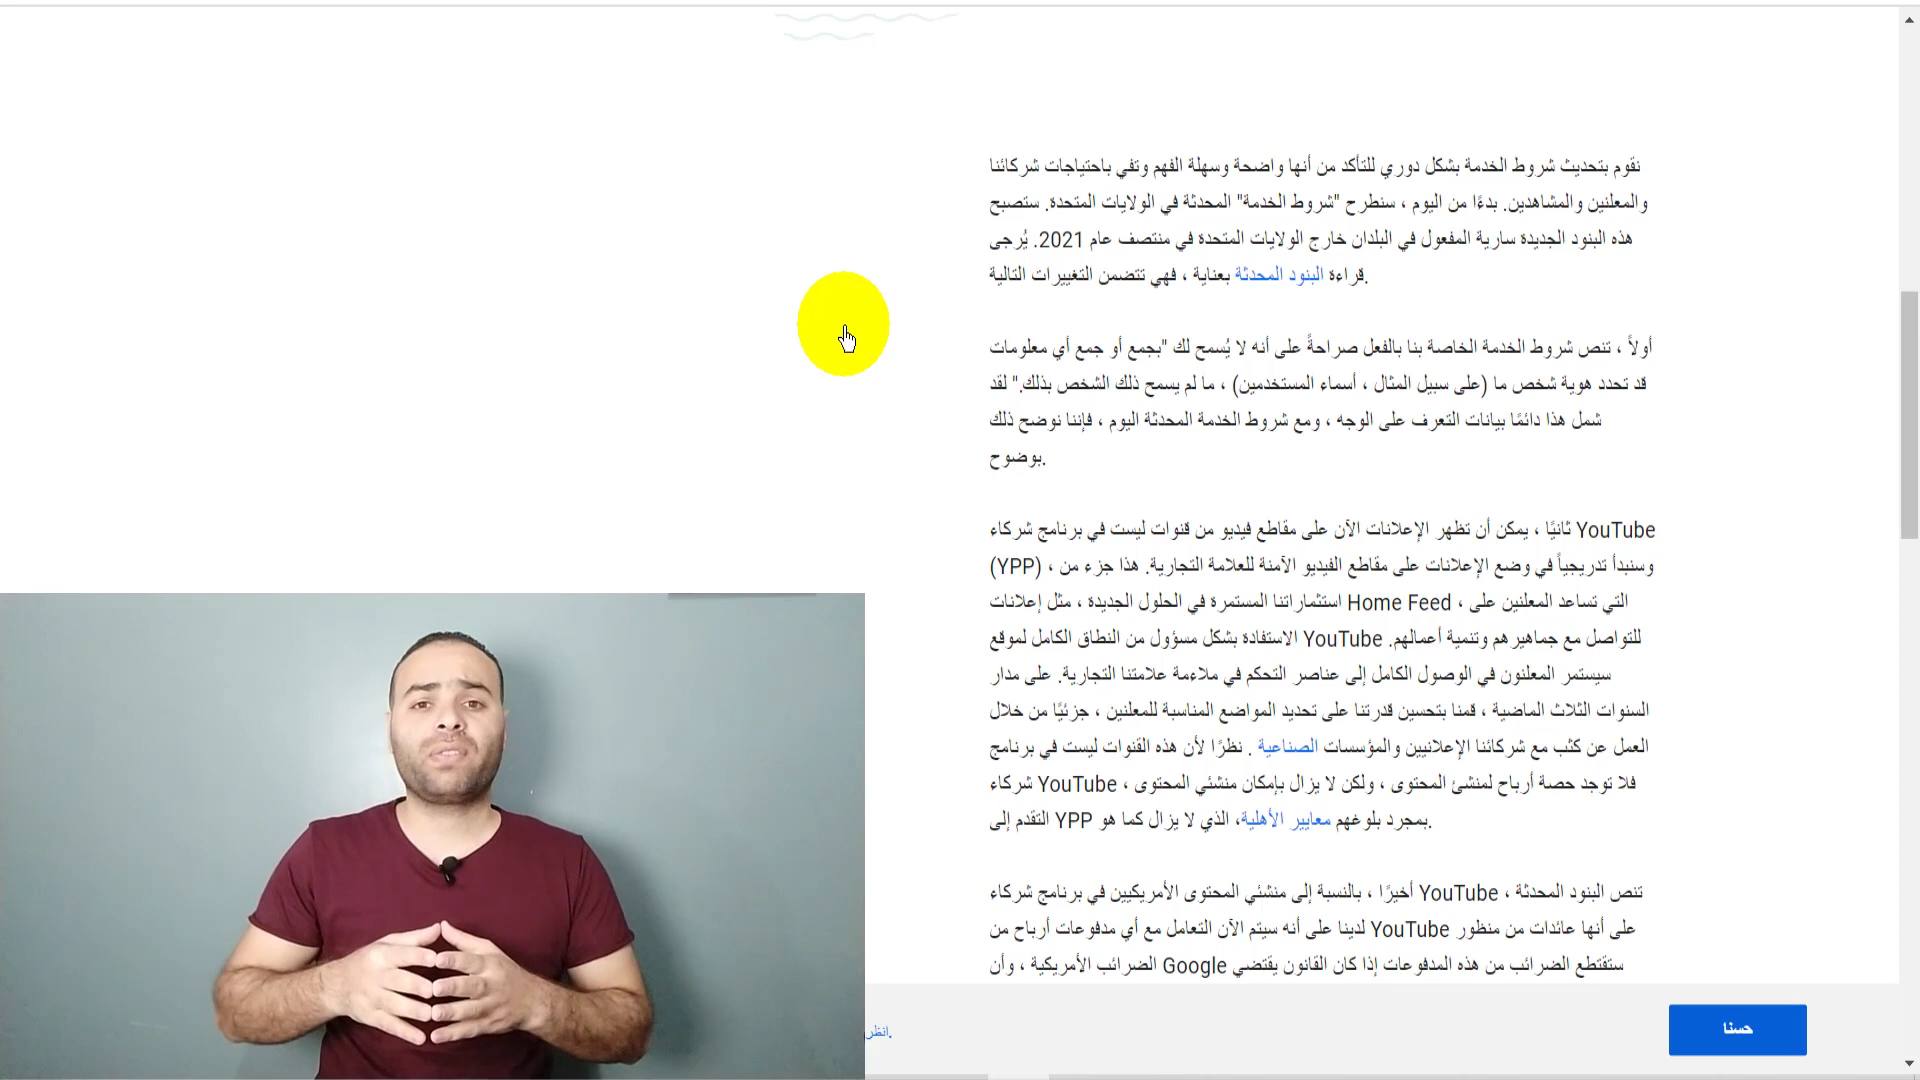 نقوم بتحديث شروط الخدمة بشكل دوري للتأكد من أنها واضحة وسهلة الفهم وتفي باحتياجات شركائنا
والمعلنين والمشاهدين. بدءًا من اليوم ، سنطرح "شروط الخدمة" المحدثة في الولايات المتحدة. ستصبح
هذه البنود الجديدة سارية المفعول في البلدان خارج الولايات المتحدة في منتصف عام 2021. يُرجى
قراءة البنود المحدثة بعناية ، فهي تتضمن التغييرات التالية.
أولاً ، تنص شروط الخدمة الخاصة بنا بالفعل صراحةً على أنه لا يُسمح لك "بجمع أو جمع أي معلومات
قد تحدد هوية شخص ما (على سبيل المثال ، أسماء المستخدمين) ، ما لم يسمح ذلك الشخص بذلك." لقد
شمل هذا دائمًا بيانات التعرف على الوجه ، ومع شروط الخدمة المحدثة اليوم ، فإننا نوضح ذلك
بوضوح.
YouTube ثانيًا ، يمكن أن تظهر الإعلانات الآن على مقاطع فيديو من قنوات ليست في برنامج شركاء
وسنبدأ تدريجياً في وضع الإعلانات على مقاطع الفيديو الآمنة للعلامة التجارية. هذا جزء من ، (YPP)
التي تساعد المعلنين على ، Home Feed استثماراتنا المستمرة في الحلول الجديدة ، مثل إعلانات
للتواصل مع جماهيرهم وتنمية أعمالهم. YouTube الاستفادة بشكل مسؤول من النطاق الكامل لموقع
سيستمر المعلنون في الوصول الكامل إلى عناصر التحكم في ملاءمة علامتنا التجارية. على مدار
السنوات الثلاث الماضية ، قمنا بتحسين قدرتنا على تحديد المواضع المناسبة للمعلنين ، جزئيًا من خلال
العمل عن كثب مع شركائنا الإعلانيين والمؤسسات الصناعية . نظرًا لأن هذه القنوات ليست في برنامج
فلا توجد حصة أرباح لمنشئ المحتوى ، ولكن لا يزال بإمكان منشئي المحتوى ، YouTube شركاء
بمجرد بلوغهم معايير الأهلية، الذي لا يزال كما هو YPP التقدم إلى.
تنص البنود المحدثة ، YouTube أخيرًا ، بالنسبة إلى منشئي المحتوى الأمريكيين في برنامج شركاء
على أنها عائدات من منظور YouTube لدينا على أنه سيتم الآن التعامل مع أي مدفوعات أرباح من
ستقتطع الضرائب من هذه المدفوعات إذا كان القانون يقتضي Google الضرائب الأمريكية ، وأن
انظر.
حسنا